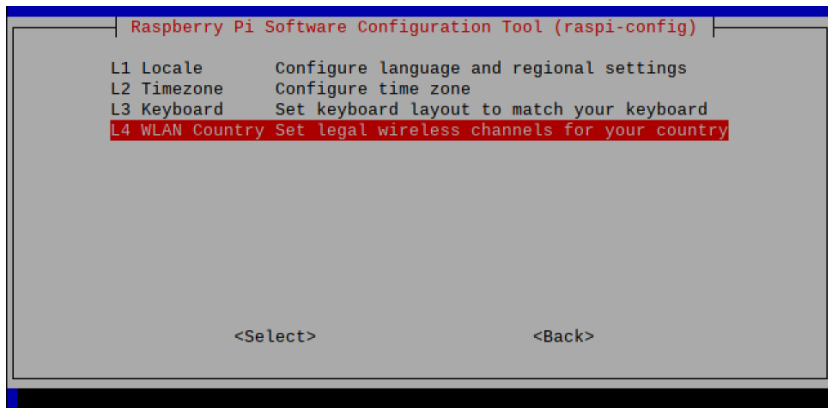 Raspberry Pi Software Configuration Tool (raspi-config)
L1 Locale Configure language and regional settings
L2 Timezone Configure time zone
L3 Keyboard Set keyboard layout to match your keyboard
L4 WLAN Country Set legal wireless channels for your country
<Select> <Back>